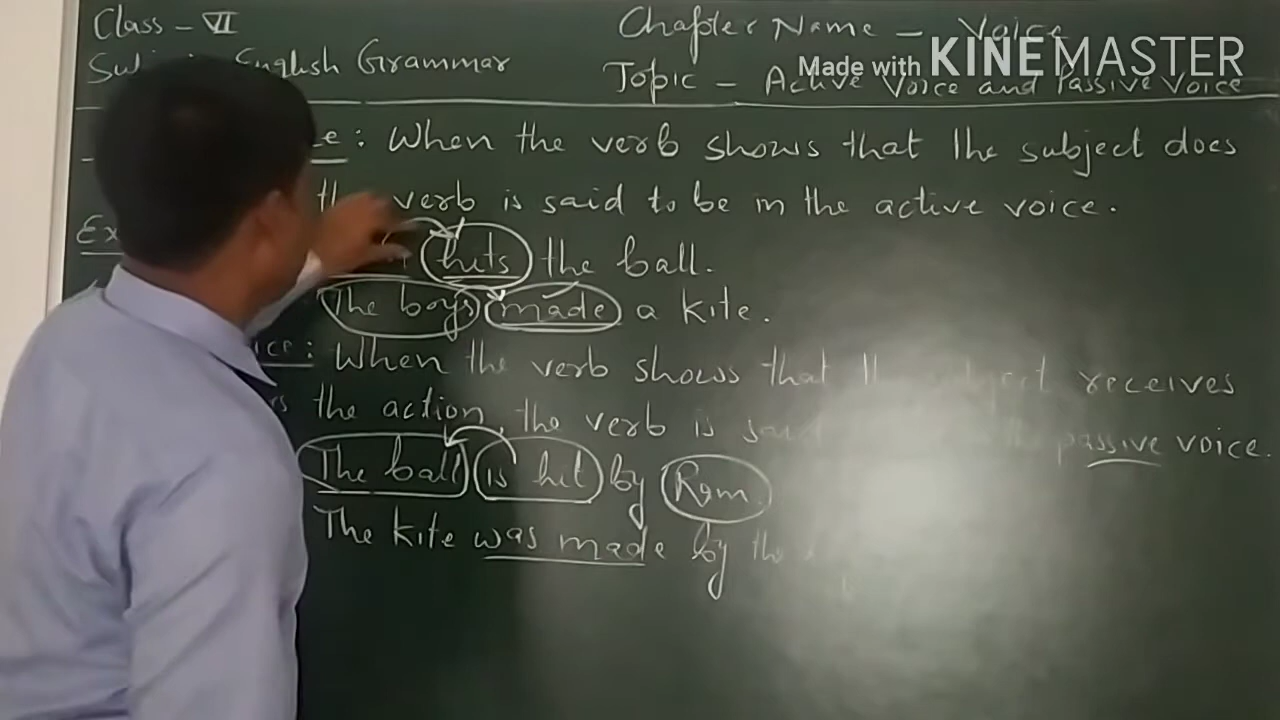 Class - VI
Chapter Name - Voice
English Grammar
Made with KINEMASTER
Topic - Active Voice and Passive Voice
: When the verb shows that the subject does
the verb is said to be in the active voice.
Ex
hits the ball.
The boys made a kite.
: When the verb shows that receives
the action, the verb is passive voice.
The ball is hit by Ram.
The kite was made by the